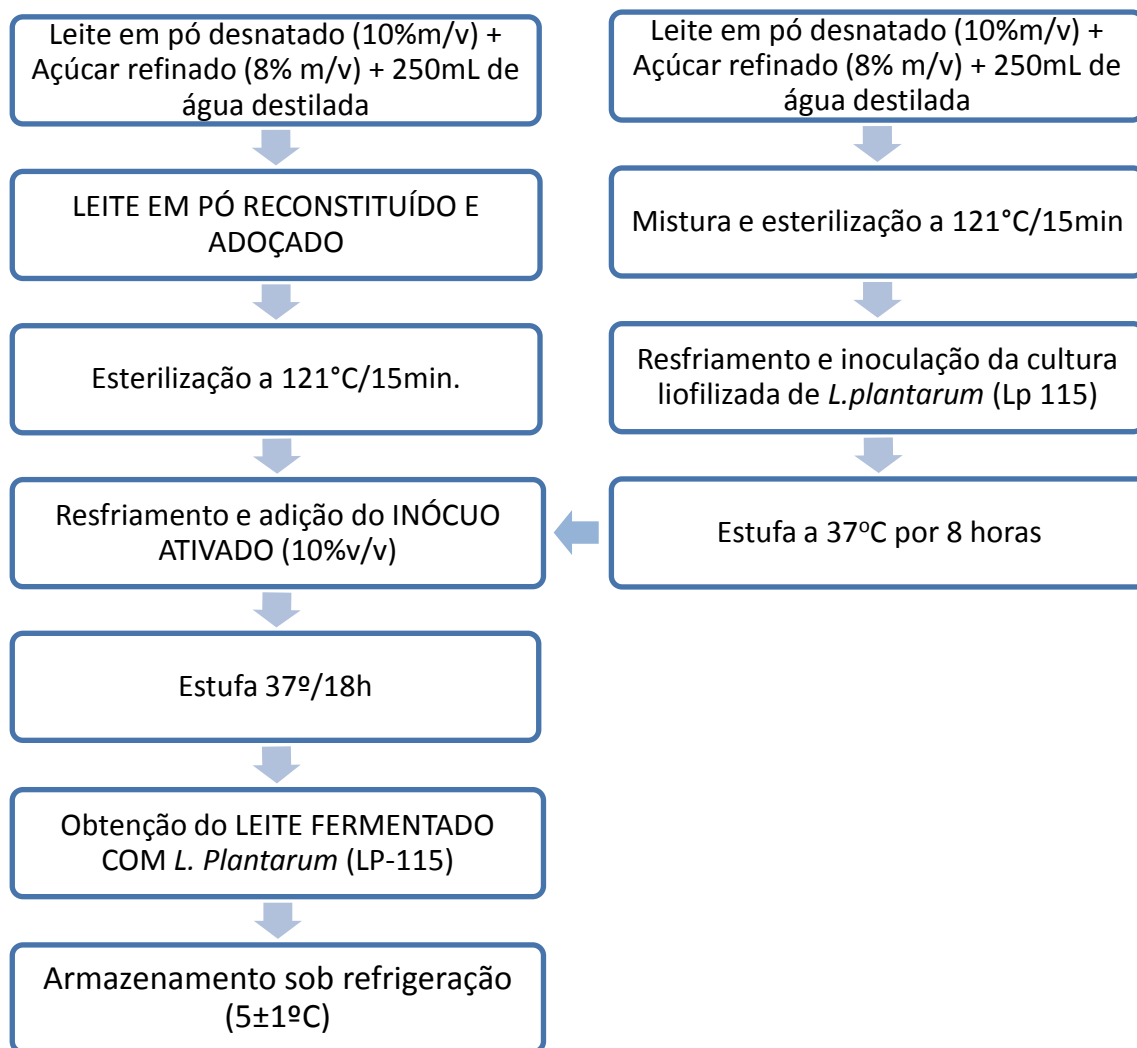 Leite em pó desnatado (10%m/v) +
Açúcar refinado (8% m/v) + 250mL de
água destilada
LEITE EM PÓ RECONSTITUÍDO E
ADOÇADO
Esterilização a 121°C/15min.
Resfriamento e adição do INÓCUO
ATIVADO (10%v/v)
Estufa 37º/18h
Obtenção do LEITE FERMENTADO
COM L. Plantarum (LP-115)
Armazenamento sob refrigeração
(5±1ºC)
Leite em pó desnatado (10%m/v) +
Açúcar refinado (8% m/v) + 250mL de
água destilada
Mistura e esterilização a 121°C/15min
Resfriamento e inoculação da cultura
liofilizada de L.plantarum (Lp 115)
Estufa a 37ºC por 8 horas